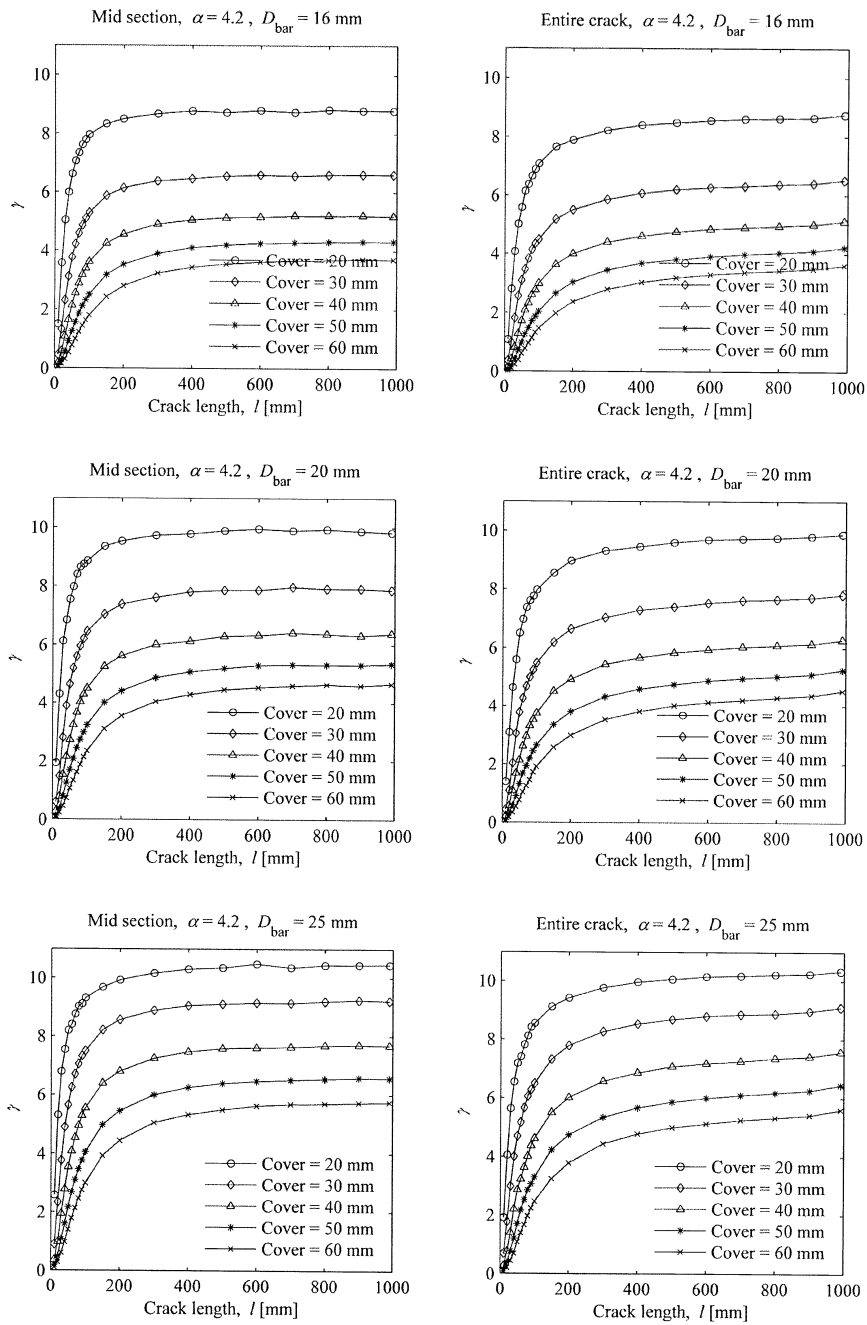 Mid section, α = 4.2 , D_bar = 16 mm
10
8
6
4
2
0
γ
Cover = 20 mm
Cover = 30 mm
Cover = 40 mm
Cover = 50 mm
Cover = 60 mm
0 200 400 600 800 1000
Crack length, l [mm]
Entire crack, α = 4.2 , D_bar = 16 mm
10
8
6
4
2
0
γ
Cover = 20 mm
Cover = 30 mm
Cover = 40 mm
Cover = 50 mm
Cover = 60 mm
0 200 400 600 800 1000
Crack length, l [mm]
Mid section, α = 4.2 , D_bar = 20 mm
10
8
6
4
2
0
γ
Cover = 20 mm
Cover = 30 mm
Cover = 40 mm
Cover = 50 mm
Cover = 60 mm
0 200 400 600 800 1000
Crack length, l [mm]
Entire crack, α = 4.2 , D_bar = 20 mm
10
8
6
4
2
0
γ
Cover = 20 mm
Cover = 30 mm
Cover = 40 mm
Cover = 50 mm
Cover = 60 mm
0 200 400 600 800 1000
Crack length, l [mm]
Mid section, α = 4.2 , D_bar = 25 mm
10
8
6
4
2
0
γ
Cover = 20 mm
Cover = 30 mm
Cover = 40 mm
Cover = 50 mm
Cover = 60 mm
0 200 400 600 800 1000
Crack length, l [mm]
Entire crack, α = 4.2 , D_bar = 25 mm
10
8
6
4
2
0
γ
Cover = 20 mm
Cover = 30 mm
Cover = 40 mm
Cover = 50 mm
Cover = 60 mm
0 200 400 600 800 1000
Crack length, l [mm]